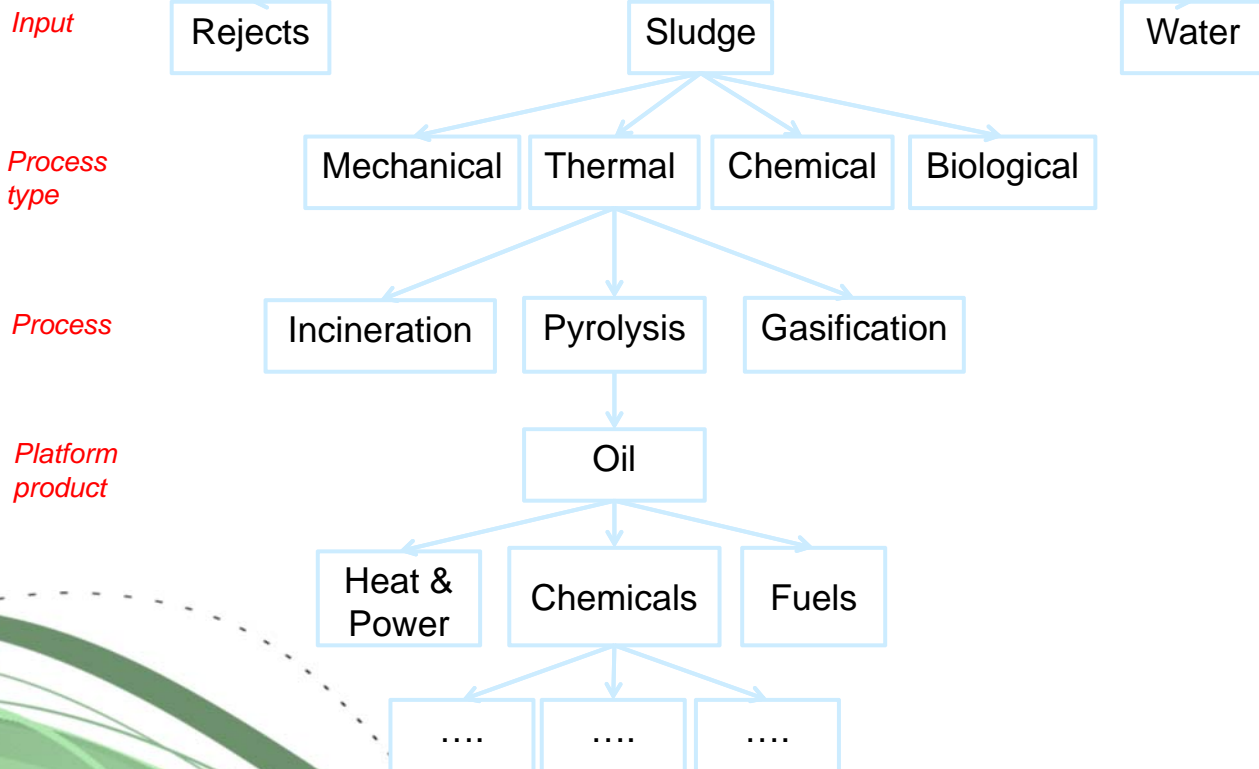 Input
Rejects
Sludge
Water
Process
type
Mechanical
Thermal
Chemical
Biological
Process
Incineration
Pyrolysis
Gasification
Platform
product
Oil
Heat &
Power
Chemicals
Fuels
….
….
….